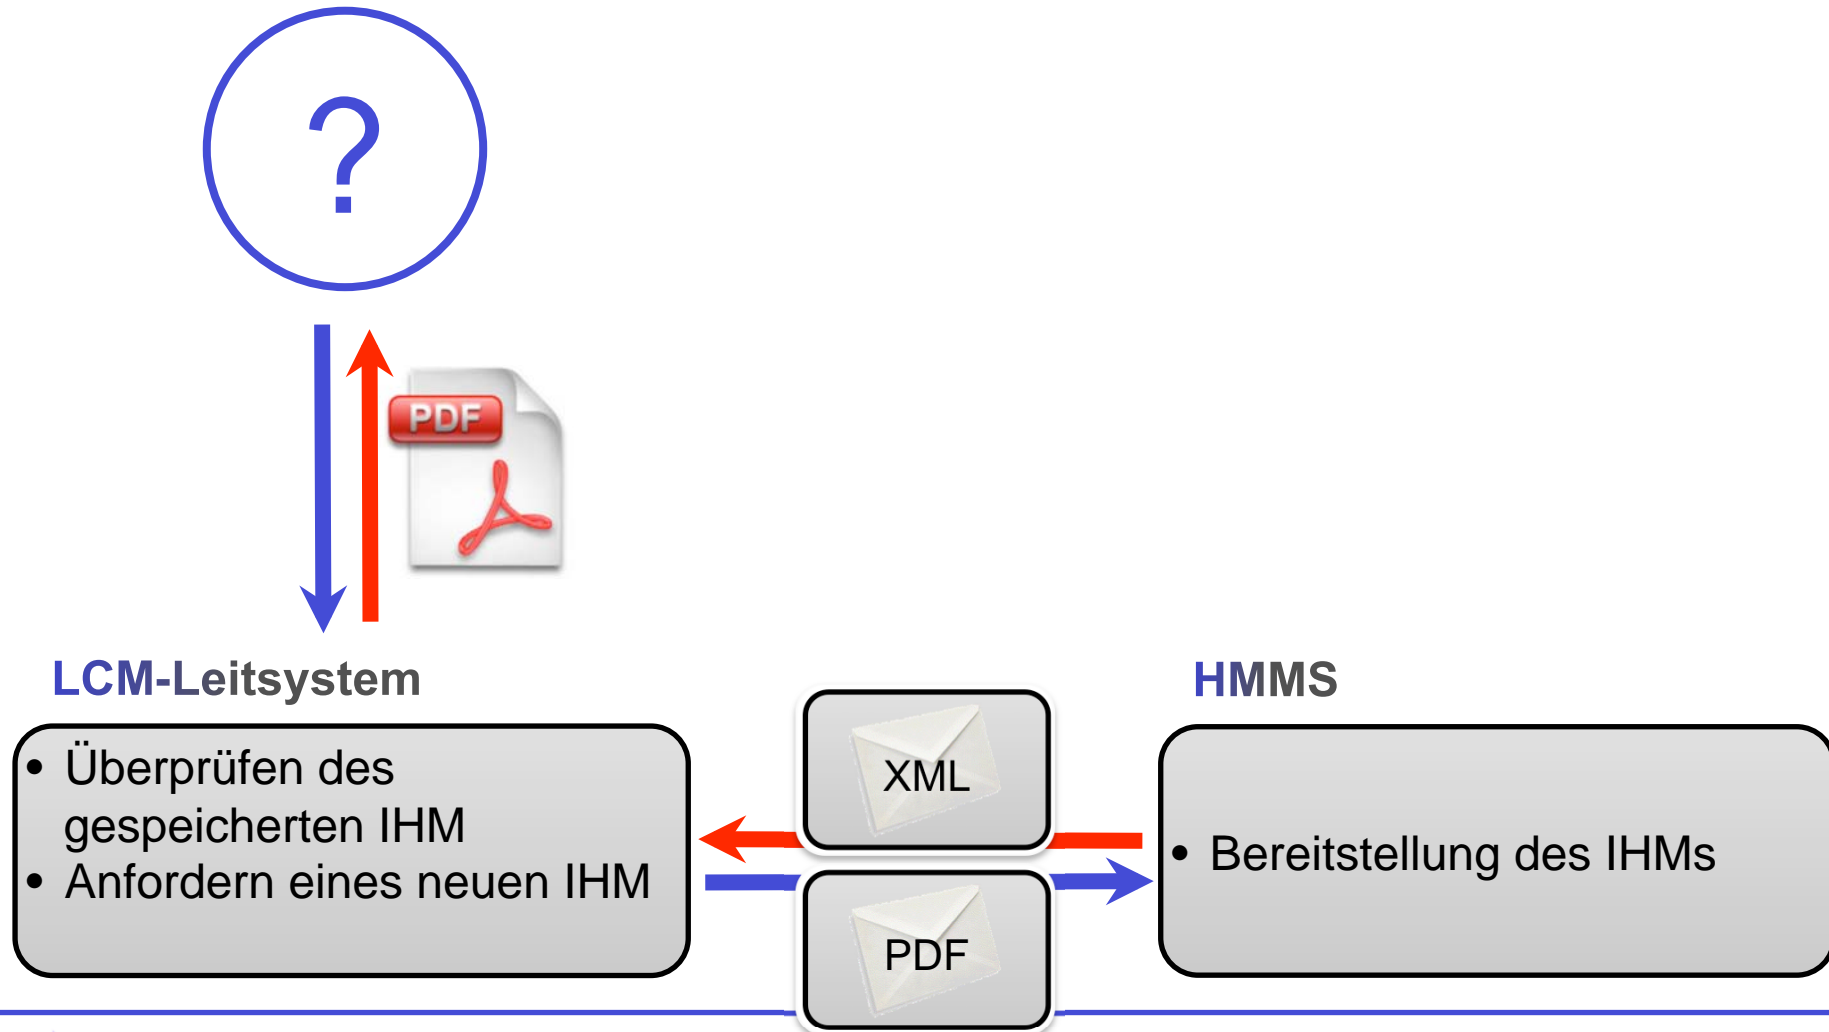 ?
PDF
LCM-Leitsystem
HMMS
• Überprüfen des
gespeicherten IHM
• Anfordern eines neuen IHM
XML
PDF
• Bereitstellung des IHMs